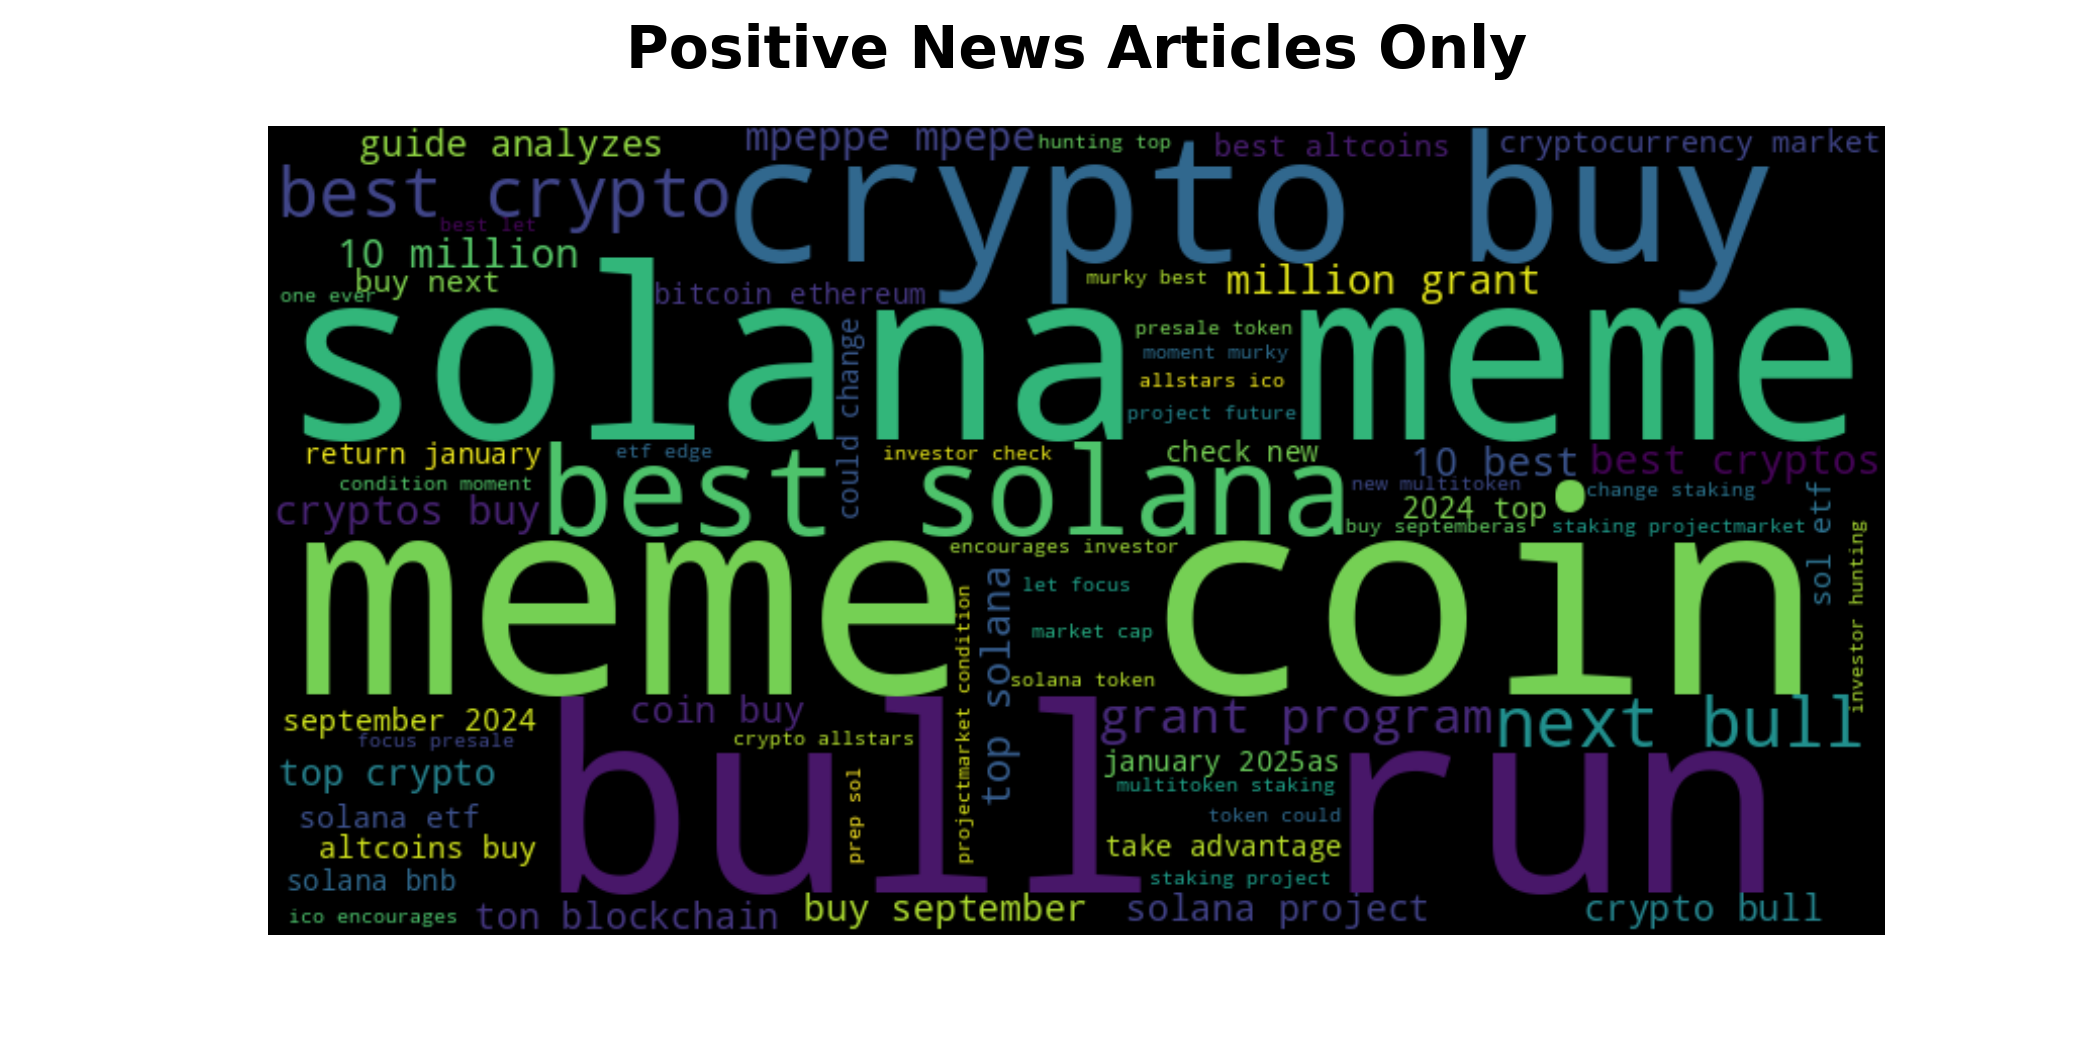 Positive News Articles Only
guide analyzes
mpeppe mpepe
hunting top
best altcoins
cryptocurrency market
best crypto
crypto buy
best let
10 million
buy next
one ever
bitcoin ethereum
murky best
million grant
solana meme
could change
presale token
moment murky
allstars ico
project future
return january
etf edge
investor check
check new
10 best
best cryptos
condition moment
cryptos buy
best solana
new multitoken
2024 top
change staking
buy septemberas
staking projectmarket
sol etf
investor hunting
encourages investor
meme coin
projectmarket condition
top solana
let focus
market cap
solana token
september 2024
focus presale
coin buy
crypto allstars
grant program
next bull
top crypto
bull run
january 2025as
multitoken staking
solana etf
prep sol
token could
altcoins buy
take advantage
solana bnb
staking project
ico encourages
ton blockchain
buy september
solana project
crypto bull